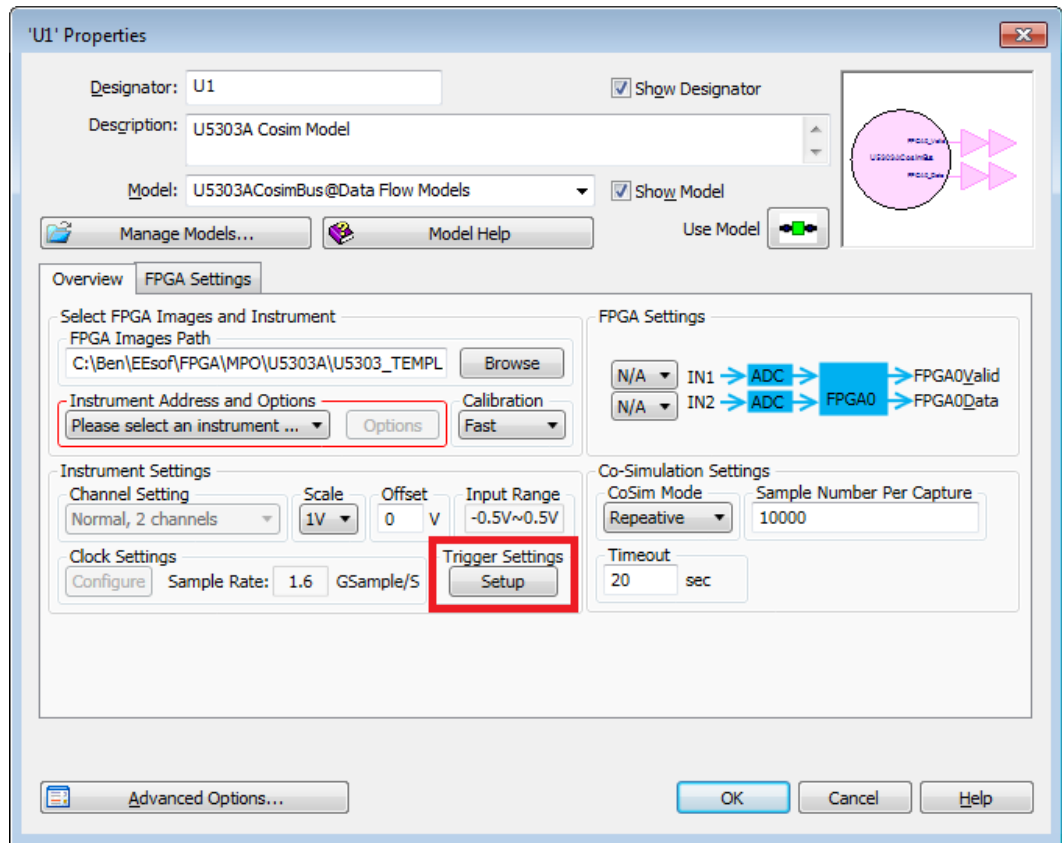 'U1' Properties
Designator: U1
Show Designator
Description: U5303A Cosim Model
Model: U5303ACosimBus@Data Flow Models
Show Model
Manage Models...
Model Help
Use Model
FPGA0_Valid
U5303ACosimBus
FPGA0_Data
Overview
FPGA Settings
Select FPGA Images and Instrument
FPGA Images Path
C:\Ben\EEsof\FPGA\MPO\U5303A\U5303_TEMPL
Browse
Instrument Address and Options
Please select an instrument ...
Options
Calibration
Fast
FPGA Settings
N/A IN1 ADC FPGA0Valid
FPGA0
N/A IN2 ADC FPGA0Data
Instrument Settings
Channel Setting
Normal, 2 channels
Scale
1V
Offset
0 V
Input Range
-0.5V~0.5V
Clock Settings
Configure Sample Rate: 1.6 GSample/S
Trigger Settings
Setup
Co-Simulation Settings
CoSim Mode
Repeative
Sample Number Per Capture
10000
Timeout
20 sec
Advanced Options...
OK
Cancel
Help